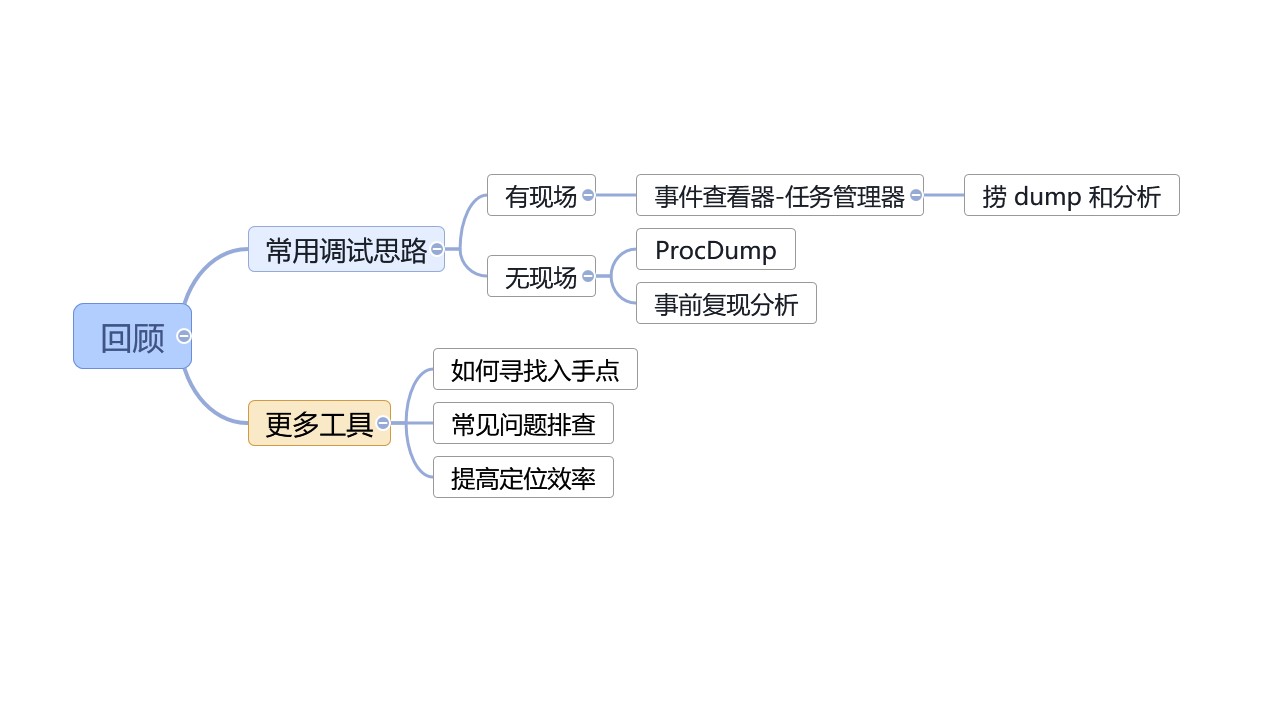 回顾
常用调试思路
有现场
事件查看器-任务管理器
捞 dump 和分析
无现场
ProcDump
事前复现分析
更多工具
如何寻找入手点
常见问题排查
提高定位效率